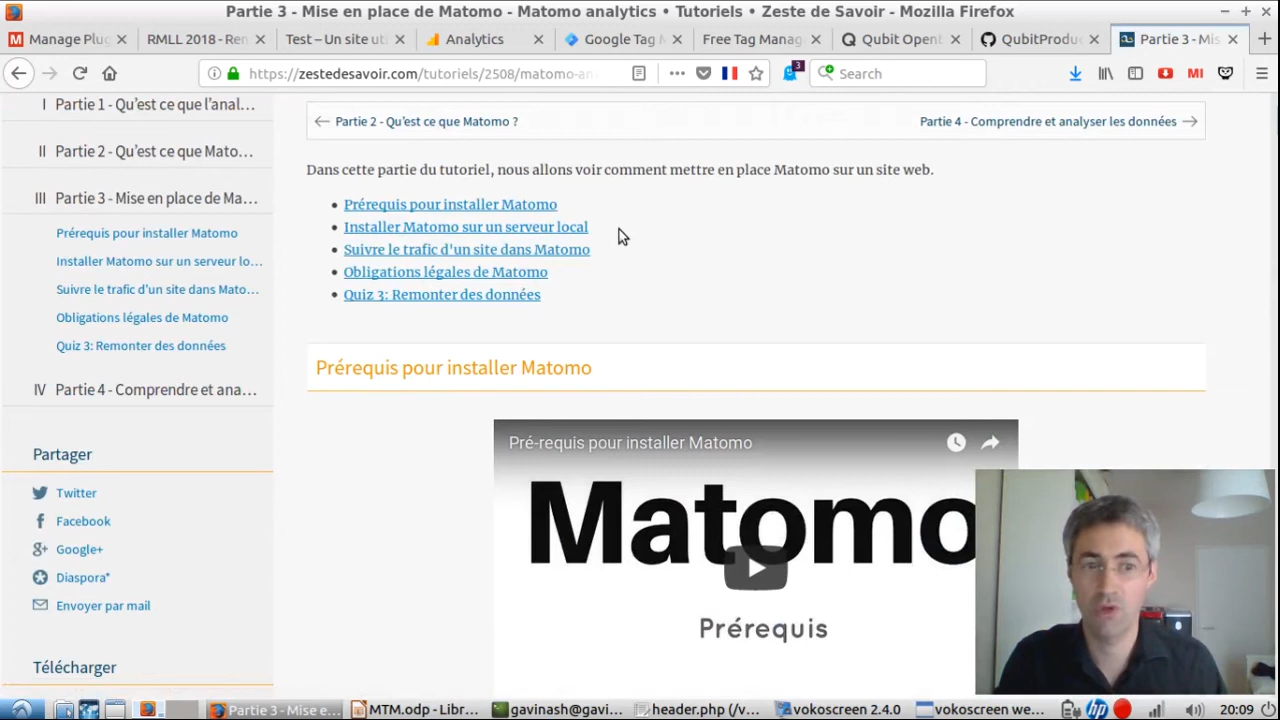 Partie 3 - Mise en place de Matomo - Matomo analytics • Tutoriels • Zeste de Savoir - Mozilla Firefox
Manage Plug
RMLL 2018 - Ren
Test – Un site ut
Analytics
Google Tag M
Free Tag Manag
Qubit Opent
QubitProduc
Partie 3 - Mis
https://zestedesavoir.com/tutoriels/2508/matomo-an
3
Search
MI
I Partie 1 - Qu'est ce que l'anal...
II Partie 2 - Qu'est ce que Mato...
III Partie 3 - Mise en place de Ma...
Prérequis pour installer Matomo
Installer Matomo sur un serveur lo...
Suivre le trafic d'un site dans Mato...
Obligations légales de Matomo
Quiz 3: Remonter des données
IV Partie 4 - Comprendre et ana...
Partager
Twitter
Facebook
Google+
Diaspora*
Envoyer par mail
Télécharger
Partie 2 - Qu'est ce que Matomo ?
Partie 4 - Comprendre et analyser les données
Dans cette partie du tutoriel, nous allons voir comment mettre en place Matomo sur un site web.
Prérequis pour installer Matomo
Installer Matomo sur un serveur local
Suivre le trafic d'un site dans Matomo
Obligations légales de Matomo
Quiz 3: Remonter des données
Prérequis pour installer Matomo
Pré-requis pour installer Matomo
Matomo
Prérequis
Partie 3 - Mise e...
MTM.odp - Libr...
gavinash@gavi...
header.php (/v...
vokoscreen 2.4.0
vokoscreen we...
hp
20:09